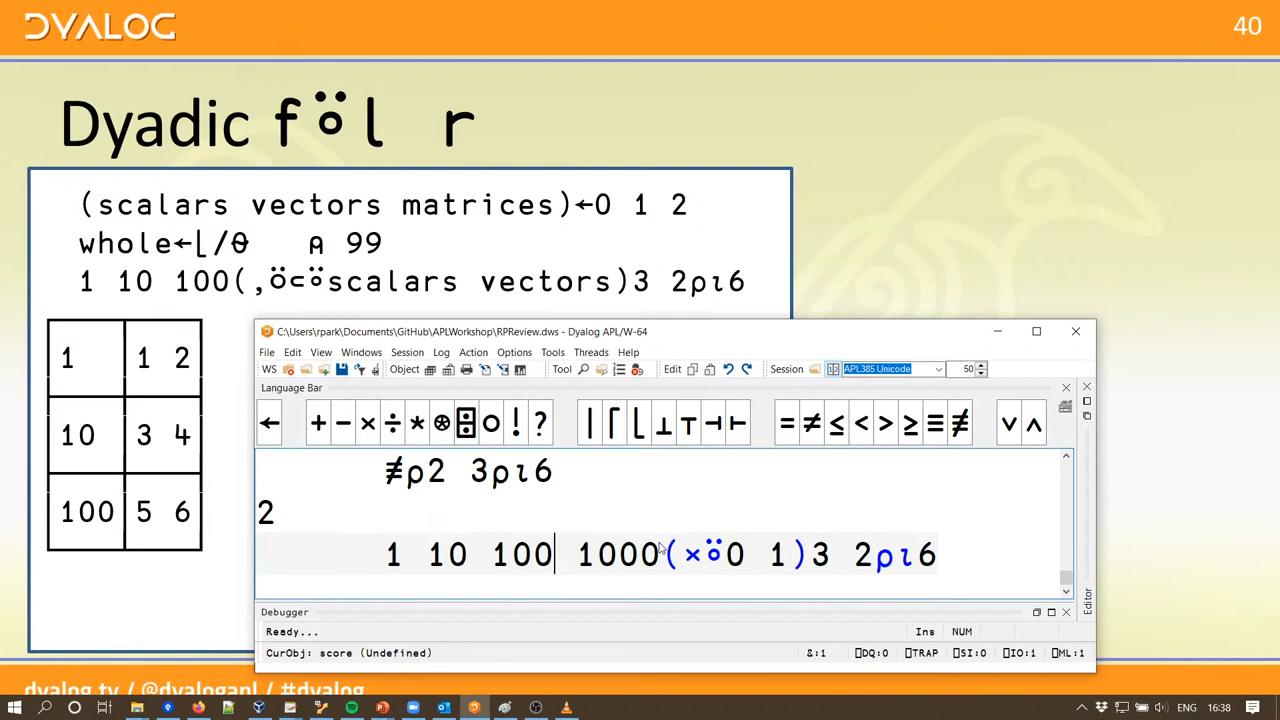 DYALOG
40
Dyadic f⍤l r
(scalars vectors matrices)←0 1 2
whole←⌊/⍬ ⍝ 99
1 10 100(,⍥⊂⍤scalars vectors)3 2⍴⍳6
1 1 2
10 3 4
100 5 6
C:\users\rpark\Documents\GitHub\APLWorkshop\RPReview.dws - Dyalog APL/W-64
File Edit View Windows Session Log Action Options Tools Threads Help
WS Object Tool Edit Session APL385 Unicode 50
Language Bar
← + - × ÷ * ⍟ ⌹ ○ ! ? | ⌈ ⌊ ⊥ ⊤ ⊣ ⊢ = ≠ ≤ < > ≥ ≡ ≢ ∨ ∧
≢⍴2 3⍴⍳6
2
1 10 100 1000(×⍤0 1)3 2⍴⍳6
Editor
Debugger
Ready...
Ins NUM
CurObj: score (Undefined)
&:1 ⎕DQ:0 ⎕TRAP ⎕SI:0 ⎕IO:1 ⎕ML:1
dyalog.tv / @dyalogapl / #dyalog
ENG 16:38